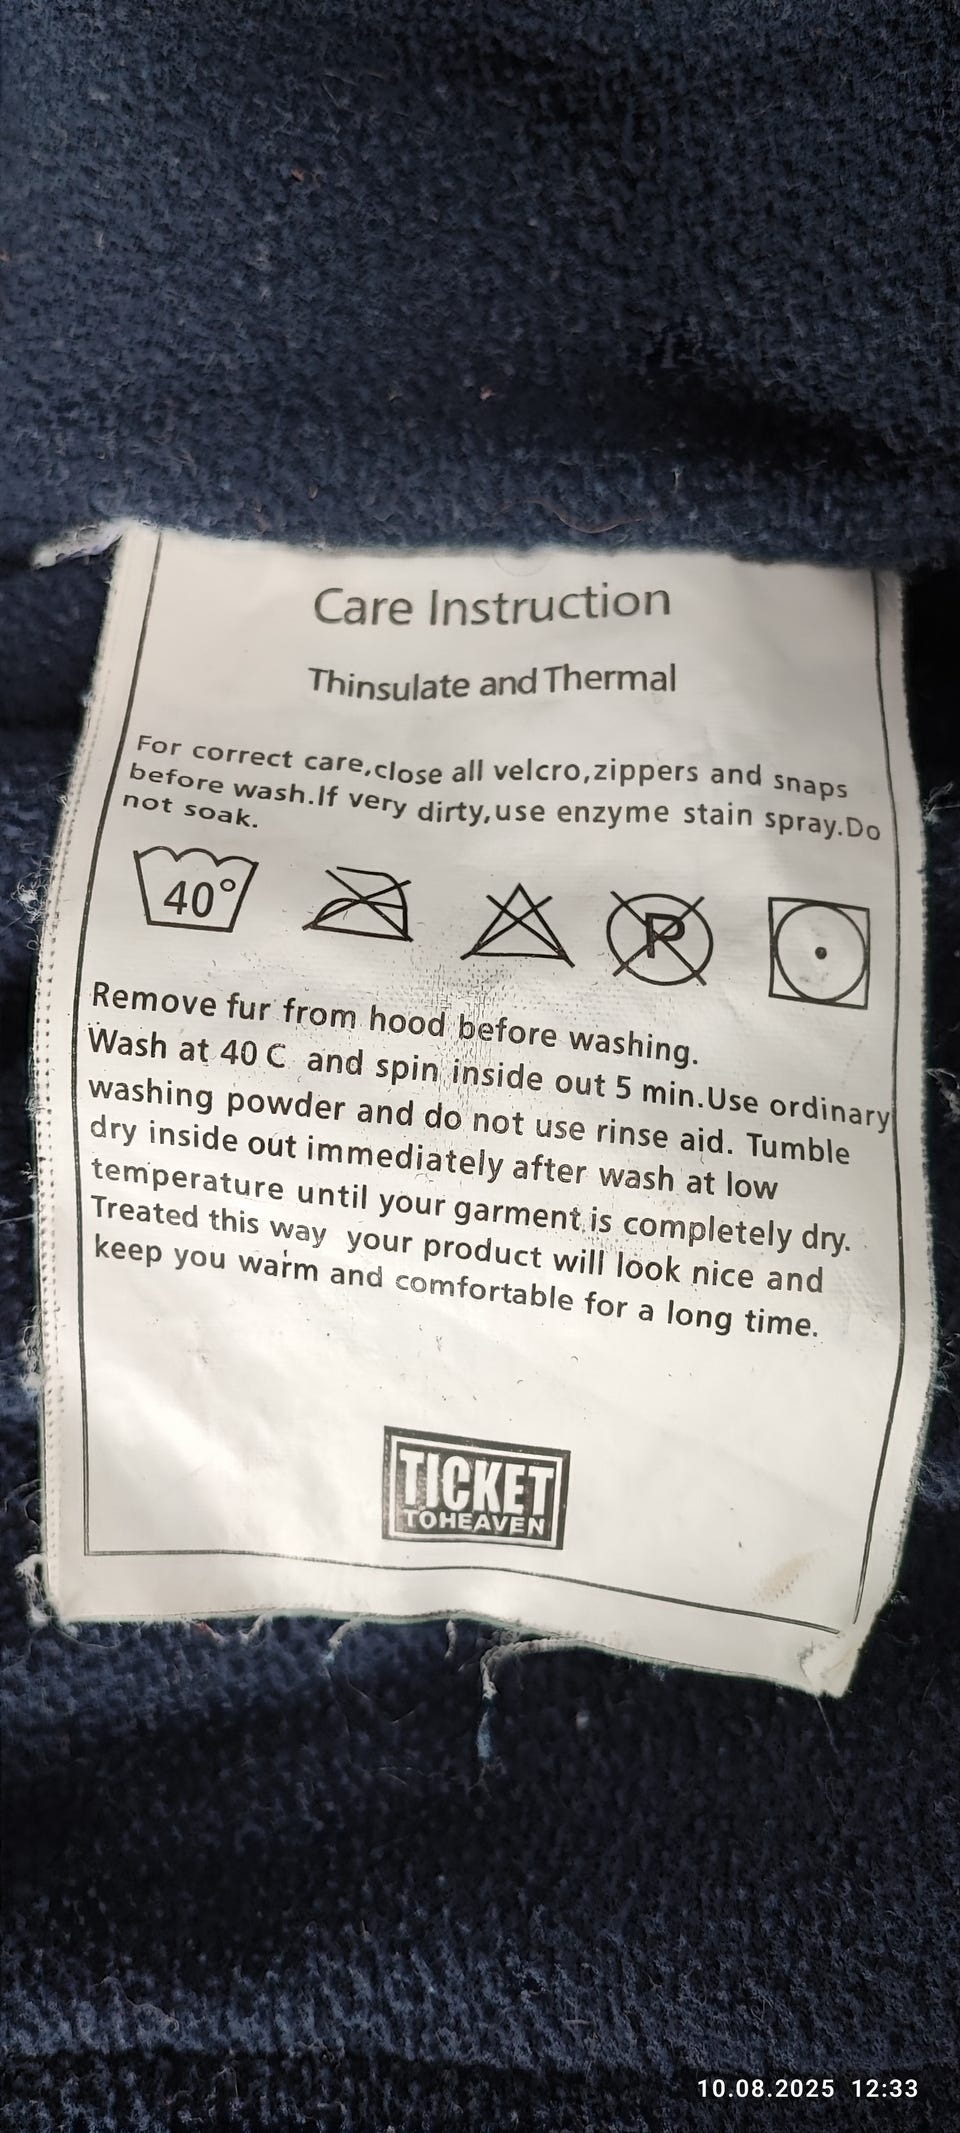 Care Instruction
Thinsulate and Thermal
For correct care,close all velcro,zippers and snaps
before wash.If very dirty,use enzyme stain spray.Do
not soak.
40° P
Remove fur from hood before washing.
Wash at 40 C and spin inside out 5 min.Use ordinary
washing powder and do not use rinse aid. Tumble
dry inside out immediately after wash at low
temperature until your garment is completely dry.
Treated this way your product will look nice and
keep you warm and comfortable for a long time.
TICKET
TOHEAVEN
10.08.2025 12:33